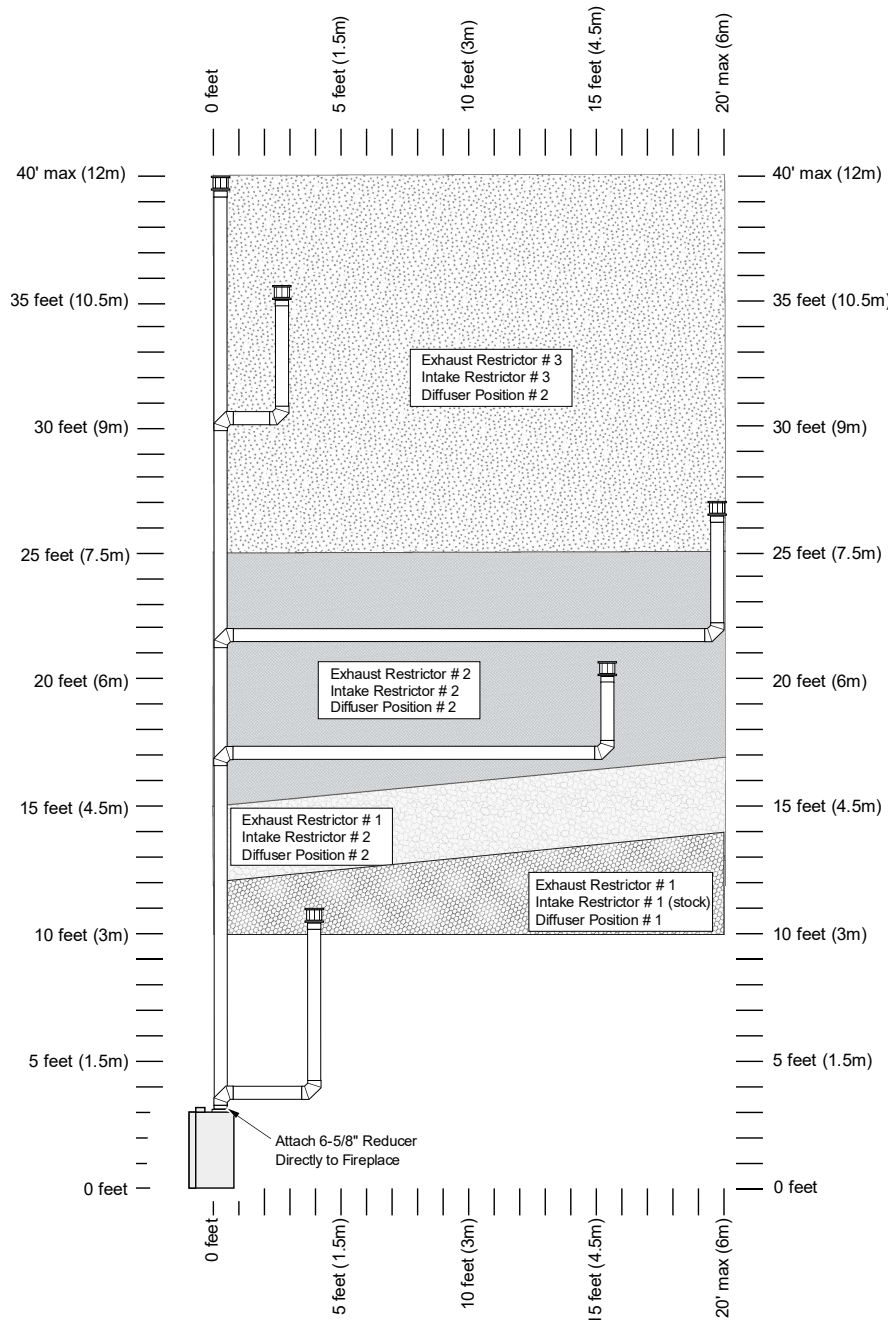 0 feet
5 feet (1.5m)
10 feet (3m)
15 feet (4.5m)
20' max (6m)
40' max (12m)
40' max (12m)
35 feet (10.5m)
35 feet (10.5m)
Exhaust Restrictor # 3
Intake Restrictor # 3
Diffuser Position # 2
30 feet (9m)
30 feet (9m)
25 feet (7.5m)
25 feet (7.5m)
20 feet (6m)
20 feet (6m)
Exhaust Restrictor # 2
Intake Restrictor # 2
Diffuser Position # 2
15 feet (4.5m)
15 feet (4.5m)
Exhaust Restrictor # 1
Intake Restrictor # 2
Diffuser Position # 2
Exhaust Restrictor # 1
Intake Restrictor # 1 (stock)
Diffuser Position # 1
10 feet (3m)
10 feet (3m)
5 feet (1.5m)
5 feet (1.5m)
Attach 6-5/8" Reducer
Directly to Fireplace
0 feet
0 feet
0 feet
5 feet (1.5m)
10 feet (3m)
15 feet (4.5m)
20' max (6m)